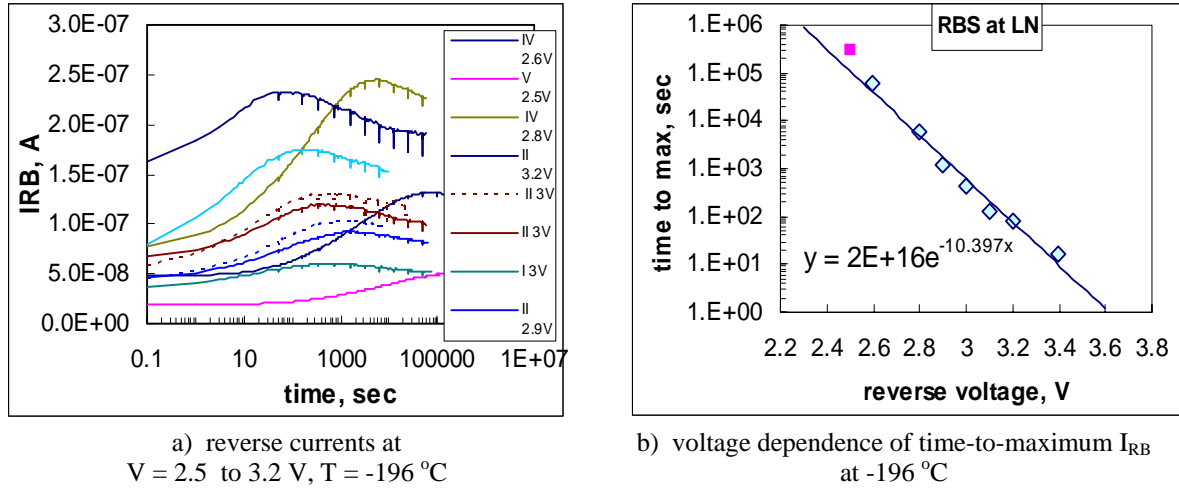 3.0E-07
2.5E-07
2.0E-07
1.5E-07
1.0E-07
5.0E-08
0.0E+00
IRB, A
0.1 10 1000 100000 1E+07
time, sec
IV
2.6V
V
2.5V
IV
2.8V
II
3.2V
II 3V
II 3V
I 3V
II
2.9V
a) reverse currents at
V = 2.5 to 3.2 V, T = -196 °C
RBS at LN
1.E+06
1.E+05
1.E+04
1.E+03
1.E+02
1.E+01
1.E+00
time to max, sec
y = 2E+16e^-10.397x
2.2 2.4 2.6 2.8 3 3.2 3.4 3.6 3.8
reverse voltage, V
b) voltage dependence of time-to-maximum I_RB
at -196 °C